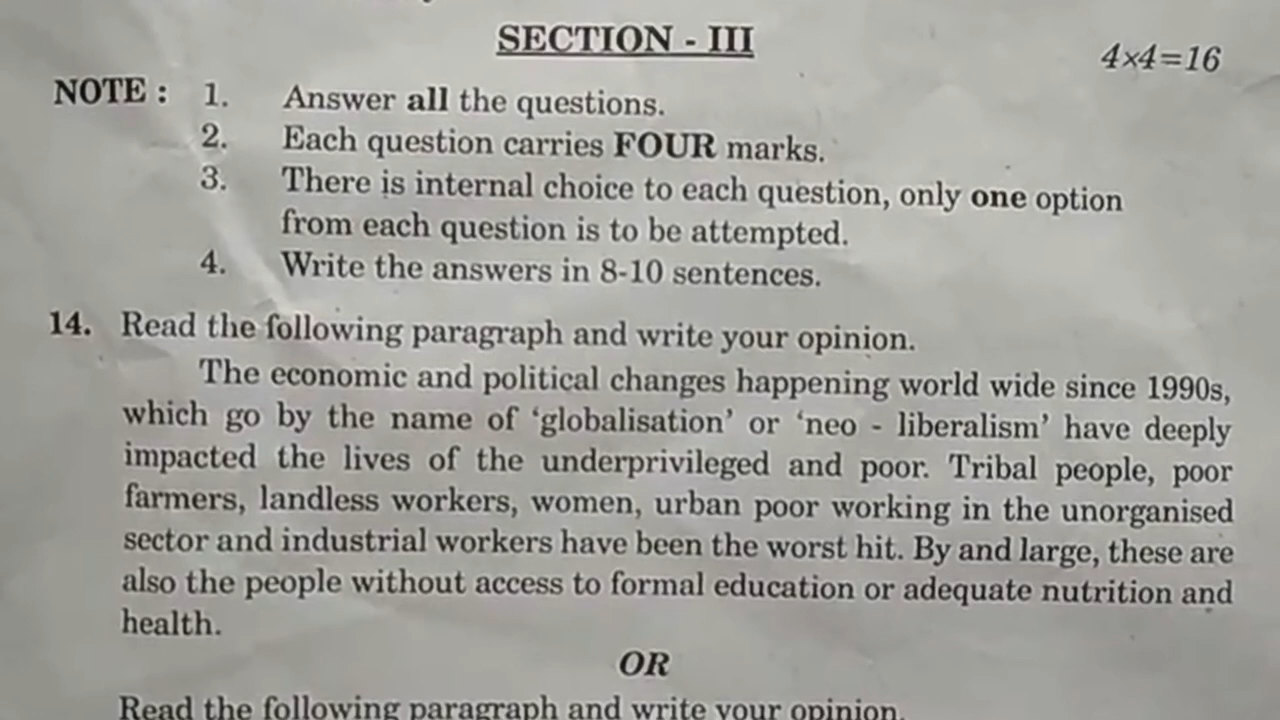 SECTION - III
4×4=16
NOTE : 1. Answer all the questions.
2. Each question carries FOUR marks.
3. There is internal choice to each question, only one option
from each question is to be attempted.
4. Write the answers in 8-10 sentences.
14. Read the following paragraph and write your opinion.
The economic and political changes happening world wide since 1990s,
which go by the name of ‘globalisation’ or ‘neo - liberalism’ have deeply
impacted the lives of the underprivileged and poor. Tribal people, poor
farmers, landless workers, women, urban poor working in the unorganised
sector and industrial workers have been the worst hit. By and large, these are
also the people without access to formal education or adequate nutrition and
health.
OR
Read the following paragraph and write your opinion.